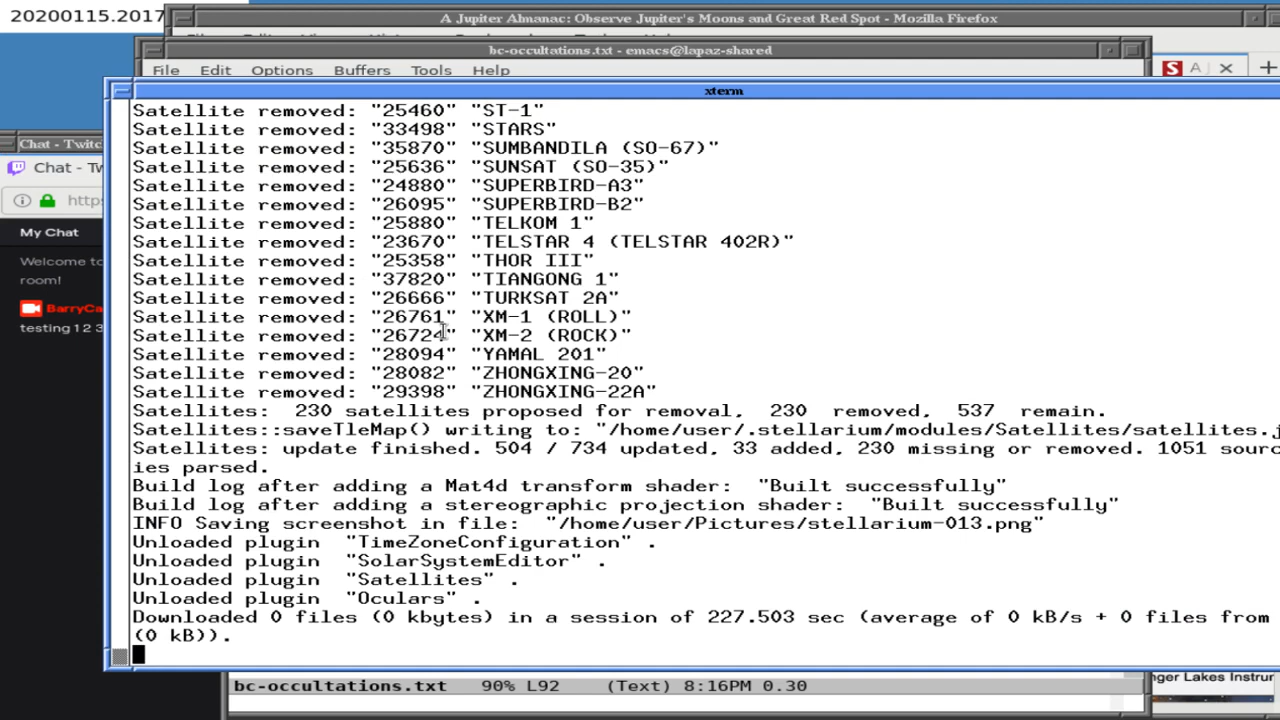 20200115.2017
A Jupiter Almanac: Observe Jupiter's Moons and Great Red Spot - Mozilla Firefox
bc-occultations.txt - emacs@lapaz-shared
File Edit Options Buffers Tools Help
xterm
Chat - Twitc
Chat - Tw
https
My Chat
Welcome to
room!
BarryCa
testing 1 2 3
Satellite removed: "25460" "ST-1"
Satellite removed: "33498" "STARS"
Satellite removed: "35870" "SUMBANDILA (SO-67)"
Satellite removed: "25636" "SUNSAT (SO-35)"
Satellite removed: "24880" "SUPERBIRD-A3"
Satellite removed: "26095" "SUPERBIRD-B2"
Satellite removed: "25880" "TELKOM 1"
Satellite removed: "23670" "TELSTAR 4 (TELSTAR 402R)"
Satellite removed: "25358" "THOR III"
Satellite removed: "37820" "TIANGONG 1"
Satellite removed: "26666" "TURKSAT 2A"
Satellite removed: "26761" "XM-1 (ROLL)"
Satellite removed: "26724" "XM-2 (ROCK)"
Satellite removed: "28094" "YAMAL 201"
Satellite removed: "28082" "ZHONGXING-20"
Satellite removed: "29398" "ZHONGXING-22A"
Satellites: 230 satellites proposed for removal, 230 removed, 537 remain.
Satellites::saveTleMap() writing to: "/home/user/.stellarium/modules/Satellites/satellites.j
Satellites: update finished. 504 / 734 updated, 33 added, 230 missing or removed. 1051 sourc
ies parsed.
Build log after adding a Mat4d transform shader: "Built successfully"
Build log after adding a stereographic projection shader: "Built successfully"
INFO Saving screenshot in file: "/home/user/Pictures/stellarium-013.png"
Unloaded plugin "TimeZoneConfiguration" .
Unloaded plugin "SolarSystemEditor" .
Unloaded plugin "Satellites" .
Unloaded plugin "Oculars" .
Downloaded 0 files (0 kbytes) in a session of 227.503 sec (average of 0 kB/s + 0 files from
(0 kB)).
bc-occultations.txt 90% L92 (Text) 8:16PM 0.30
nger Lakes Instrum